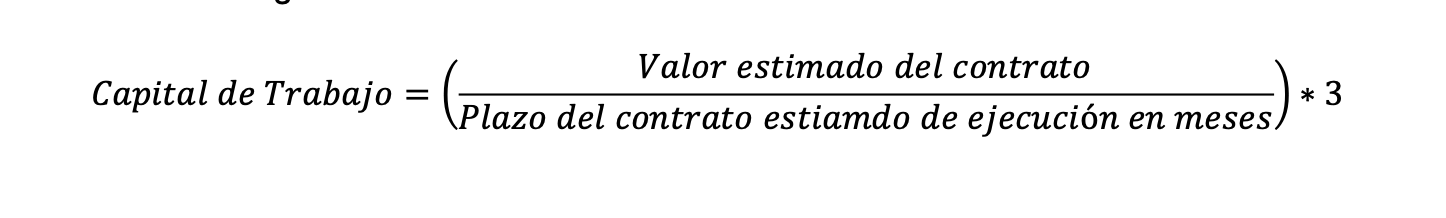 Capital de Trabajo = (Valor estimado del contrato / Plazo del contrato estiamdo de ejecución en meses) * 3